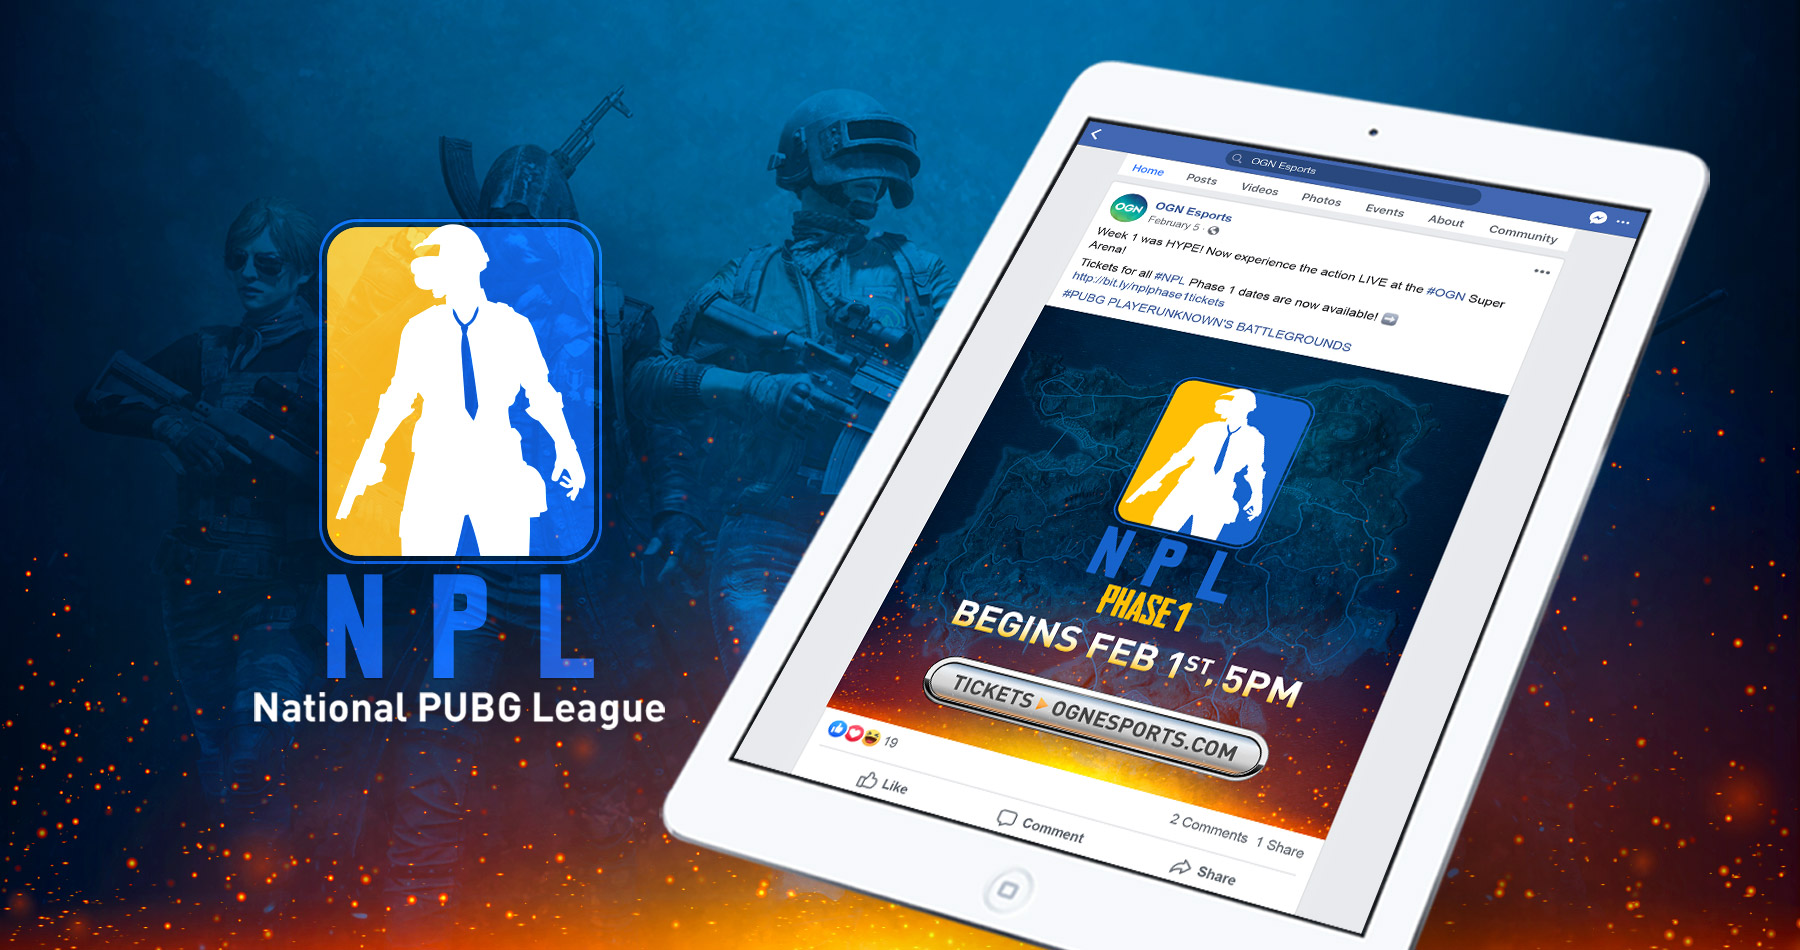 N P L
National PUBG League
OGN Esports
Home Posts Videos Photos Events About Community
OGN
OGN Esports
February 5 ·
Week 1 was HYPE! Now experience the action LIVE at the #OGN Super
Arena!
Tickets for all #NPL Phase 1 dates are now available! ➡
http://bit.ly/nplphase1tickets
#PUBG PLAYERUNKNOWN'S BATTLEGROUNDS
N P L
PHASE 1
BEGINS FEB 1ST, 5PM
TICKETS ▸ OGNESPORTS.COM
19
2 Comments 1 Share
Like Comment Share